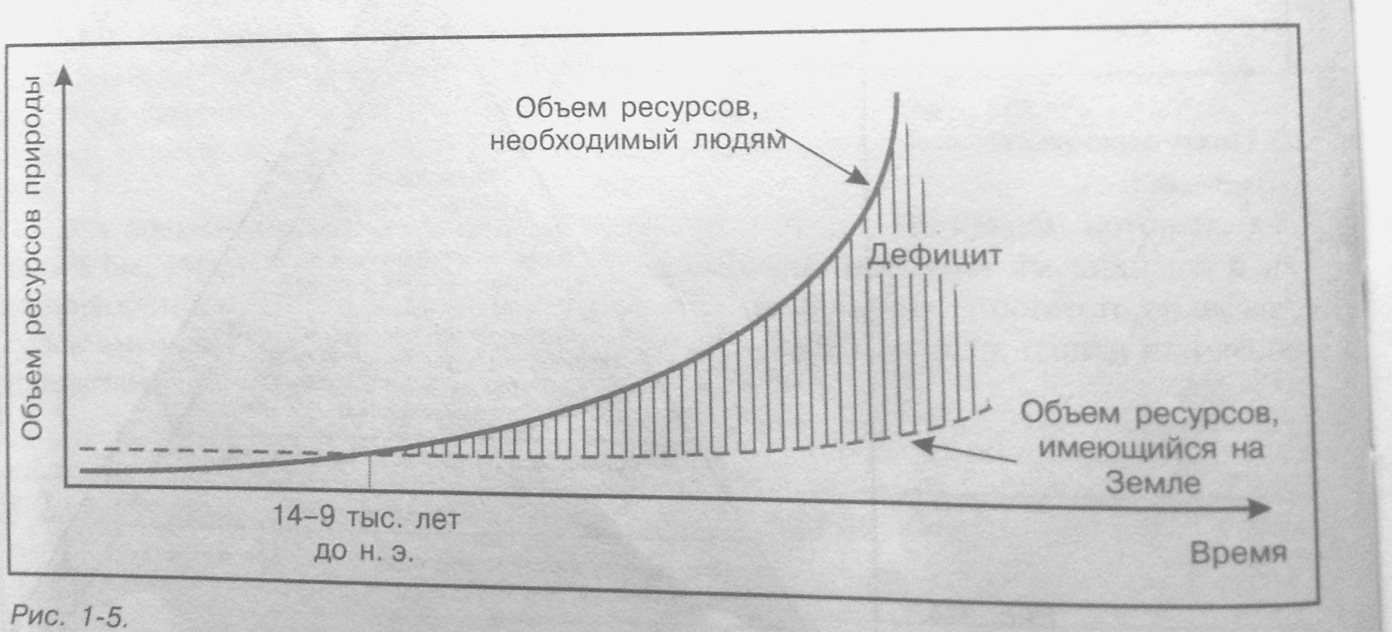 Объем ресурсов природы
Объем ресурсов,
необходимый людям
Дефицит
Объем ресурсов,
имеющийся на
Земле
14–9 тыс. лет
до н. э.
Время
Рис. 1-5.